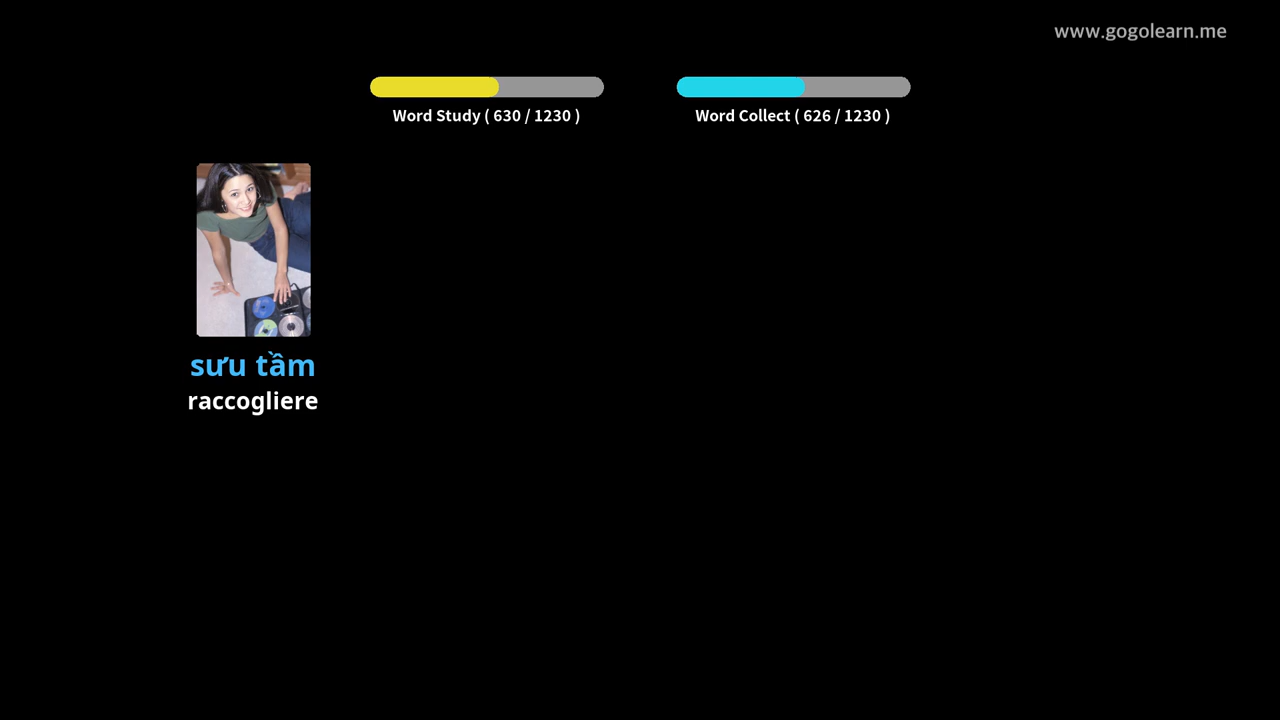 www.gogolearn.me
Word Study ( 630 / 1230 )
Word Collect ( 626 / 1230 )
sưu tầm
raccogliere